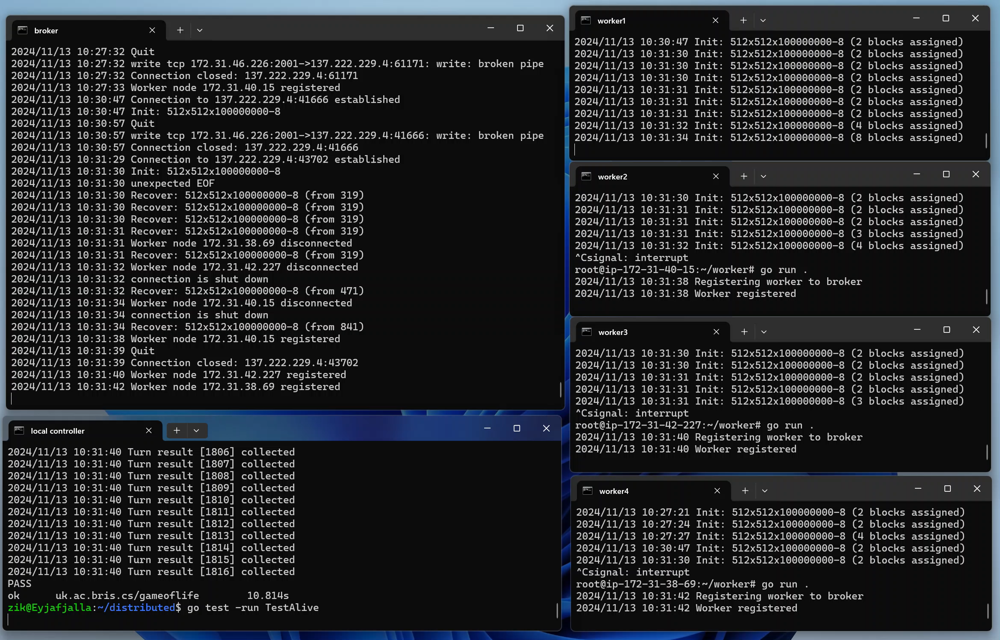 broker
2024/11/13 10:27:32 Quit
2024/11/13 10:27:32 write tcp 172.31.46.226:2001->137.222.229.4:61171: write: broken pipe
2024/11/13 10:27:32 Connection closed: 137.222.229.4:61171
2024/11/13 10:27:33 Worker node 172.31.40.15 registered
2024/11/13 10:30:47 Connection to 137.222.229.4:41666 established
2024/11/13 10:30:47 Init: 512x512x100000000-8
2024/11/13 10:30:57 Quit
2024/11/13 10:30:57 write tcp 172.31.46.226:2001->137.222.229.4:41666: write: broken pipe
2024/11/13 10:30:57 Connection closed: 137.222.229.4:41666
2024/11/13 10:31:29 Connection to 137.222.229.4:43702 established
2024/11/13 10:31:30 Init: 512x512x100000000-8
2024/11/13 10:31:30 unexpected EOF
2024/11/13 10:31:30 Recover: 512x512x100000000-8 (from 319)
2024/11/13 10:31:30 Recover: 512x512x100000000-8 (from 319)
2024/11/13 10:31:30 Recover: 512x512x100000000-8 (from 319)
2024/11/13 10:31:31 Recover: 512x512x100000000-8 (from 319)
2024/11/13 10:31:31 Worker node 172.31.38.69 disconnected
2024/11/13 10:31:31 Recover: 512x512x100000000-8 (from 319)
2024/11/13 10:31:32 Worker node 172.31.42.227 disconnected
2024/11/13 10:31:32 connection is shut down
2024/11/13 10:31:32 Recover: 512x512x100000000-8 (from 471)
2024/11/13 10:31:34 Worker node 172.31.40.15 disconnected
2024/11/13 10:31:34 connection is shut down
2024/11/13 10:31:34 Recover: 512x512x100000000-8 (from 841)
2024/11/13 10:31:38 Worker node 172.31.40.15 registered
2024/11/13 10:31:39 Quit
2024/11/13 10:31:39 Connection closed: 137.222.229.4:43702
2024/11/13 10:31:40 Worker node 172.31.42.227 registered
2024/11/13 10:31:42 Worker node 172.31.38.69 registered
local controller
2024/11/13 10:31:40 Turn result [1806] collected
2024/11/13 10:31:40 Turn result [1807] collected
2024/11/13 10:31:40 Turn result [1808] collected
2024/11/13 10:31:40 Turn result [1809] collected
2024/11/13 10:31:40 Turn result [1810] collected
2024/11/13 10:31:40 Turn result [1811] collected
2024/11/13 10:31:40 Turn result [1812] collected
2024/11/13 10:31:40 Turn result [1813] collected
2024/11/13 10:31:40 Turn result [1814] collected
2024/11/13 10:31:40 Turn result [1815] collected
2024/11/13 10:31:40 Turn result [1816] collected
PASS
ok      uk.ac.bris.cs/gameoflife        10.814s
zik@Eyjafjalla:~/distributed$ go test -run TestAlive
worker1
2024/11/13 10:30:47 Init: 512x512x100000000-8 (2 blocks assigned)
2024/11/13 10:31:30 Init: 512x512x100000000-8 (2 blocks assigned)
2024/11/13 10:31:30 Init: 512x512x100000000-8 (2 blocks assigned)
2024/11/13 10:31:30 Init: 512x512x100000000-8 (2 blocks assigned)
2024/11/13 10:31:31 Init: 512x512x100000000-8 (2 blocks assigned)
2024/11/13 10:31:31 Init: 512x512x100000000-8 (2 blocks assigned)
2024/11/13 10:31:31 Init: 512x512x100000000-8 (2 blocks assigned)
2024/11/13 10:31:32 Init: 512x512x100000000-8 (4 blocks assigned)
2024/11/13 10:31:34 Init: 512x512x100000000-8 (8 blocks assigned)
worker2
2024/11/13 10:31:30 Init: 512x512x100000000-8 (2 blocks assigned)
2024/11/13 10:31:31 Init: 512x512x100000000-8 (2 blocks assigned)
2024/11/13 10:31:31 Init: 512x512x100000000-8 (2 blocks assigned)
2024/11/13 10:31:31 Init: 512x512x100000000-8 (3 blocks assigned)
2024/11/13 10:31:32 Init: 512x512x100000000-8 (4 blocks assigned)
^Csignal: interrupt
root@ip-172-31-40-15:~/worker# go run .
2024/11/13 10:31:38 Registering worker to broker
2024/11/13 10:31:38 Worker registered
worker3
2024/11/13 10:31:30 Init: 512x512x100000000-8 (2 blocks assigned)
2024/11/13 10:31:30 Init: 512x512x100000000-8 (2 blocks assigned)
2024/11/13 10:31:31 Init: 512x512x100000000-8 (2 blocks assigned)
2024/11/13 10:31:31 Init: 512x512x100000000-8 (2 blocks assigned)
2024/11/13 10:31:31 Init: 512x512x100000000-8 (3 blocks assigned)
^Csignal: interrupt
root@ip-172-31-42-227:~/worker# go run .
2024/11/13 10:31:40 Registering worker to broker
2024/11/13 10:31:40 Worker registered
worker4
2024/11/13 10:27:21 Init: 512x512x100000000-8 (2 blocks assigned)
2024/11/13 10:27:24 Init: 512x512x100000000-8 (2 blocks assigned)
2024/11/13 10:27:27 Init: 512x512x100000000-8 (4 blocks assigned)
2024/11/13 10:30:47 Init: 512x512x100000000-8 (2 blocks assigned)
2024/11/13 10:31:30 Init: 512x512x100000000-8 (2 blocks assigned)
^Csignal: interrupt
root@ip-172-31-38-69:~/worker# go run .
2024/11/13 10:31:42 Registering worker to broker
2024/11/13 10:31:42 Worker registered